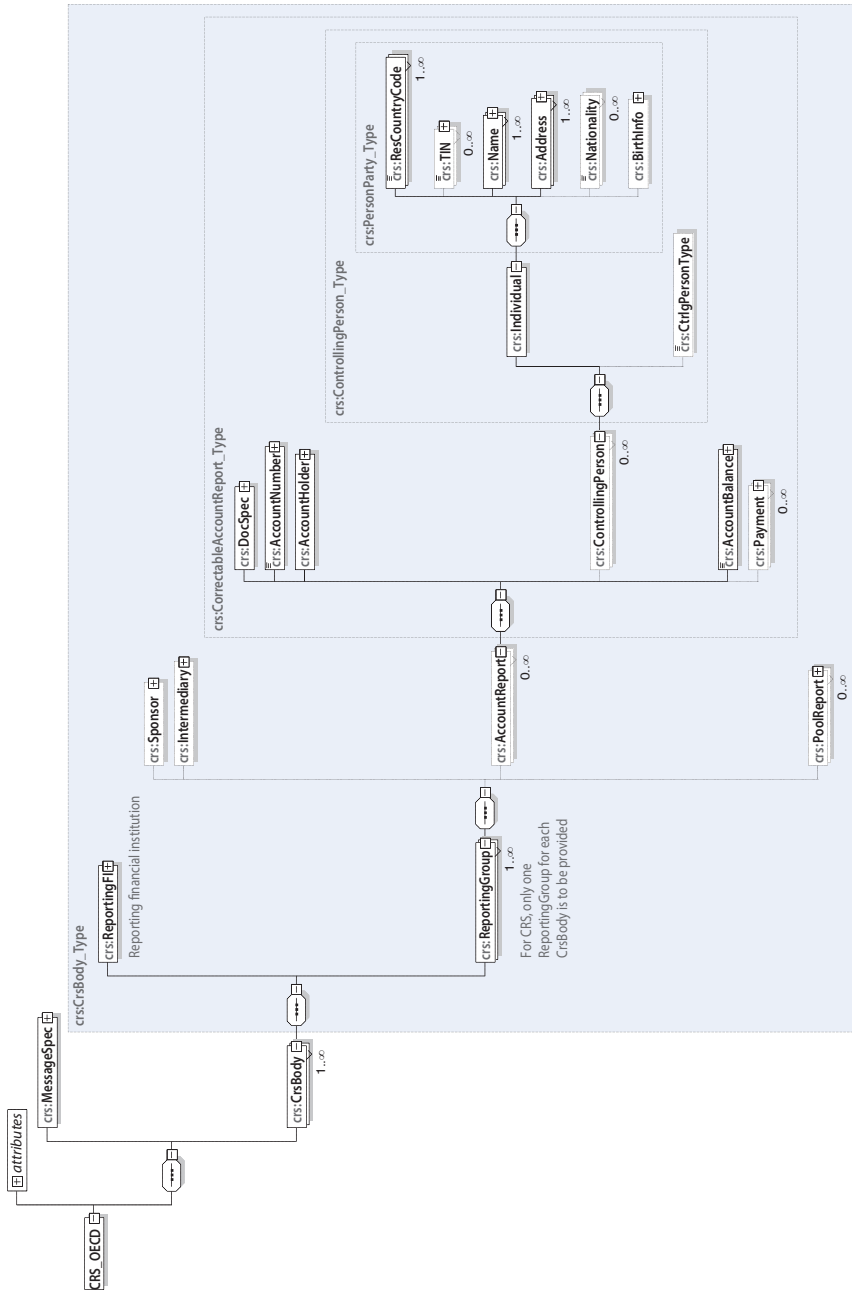 CRS_OECD
attributes
crs:MessageSpec
crs:CrsBody
1..∞
crs:CrsBody_Type
crs:ReportingFI
Reporting financial institution
crs:ReportingGroup
1..∞
For CRS, only one
ReportingGroup for each
CrsBody is to be provided
crs:Sponsor
crs:Intermediary
crs:AccountReport
0..∞
crs:PoolReport
0..∞
crs:CorrectableAccountReport_Type
crs:DocSpec
crs:AccountNumber
crs:AccountHolder
crs:ControllingPerson
0..∞
crs:AccountBalance
crs:Payment
0..∞
crs:ControllingPerson_Type
crs:Individual
crs:CtrlgPersonType
crs:PersonParty_Type
crs:ResCountryCode
1..∞
crs:TIN
0..∞
crs:Name
1..∞
crs:Address
1..∞
crs:Nationality
0..∞
crs:BirthInfo